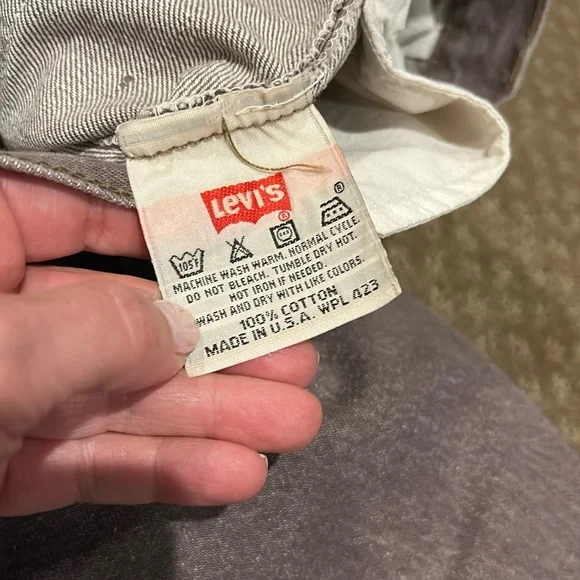 LEVI'S ®
105F ®
MACHINE WASH WARM. NORMAL CYCLE.
DO NOT BLEACH. TUMBLE DRY HOT.
HOT IRON IF NEEDED.
WASH AND DRY WITH LIKE COLORS.
100% COTTON
MADE IN U.S.A. WPL 423